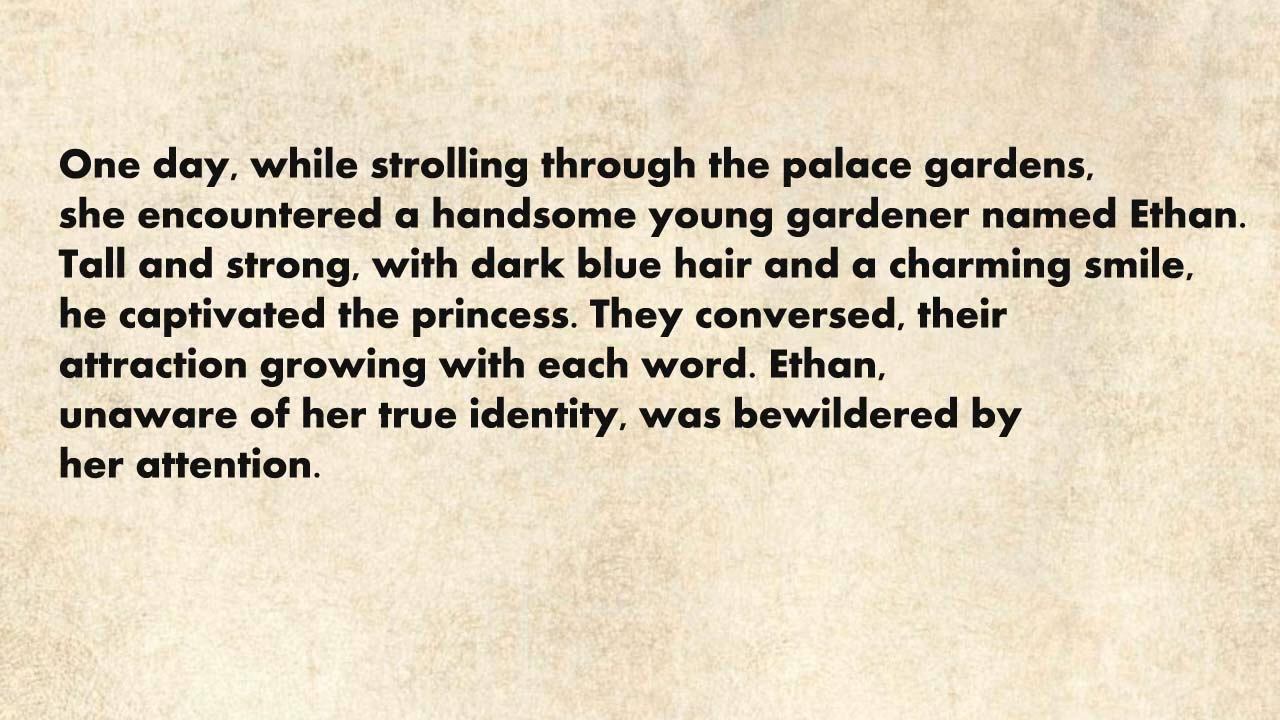 One day, while strolling through the palace gardens,
she encountered a handsome young gardener named Ethan.
Tall and strong, with dark blue hair and a charming smile,
he captivated the princess. They conversed, their
attraction growing with each word. Ethan,
unaware of her true identity, was bewildered by
her attention.